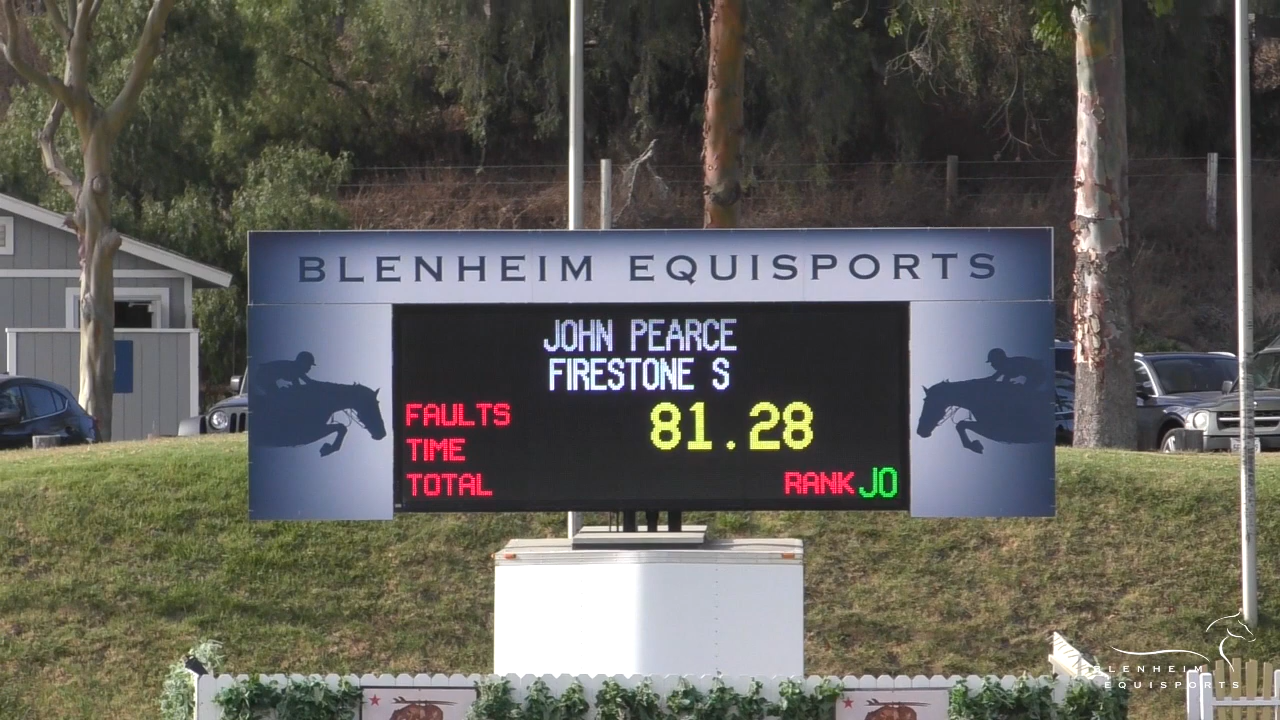 BLENHEIM EQUISPORTS
JOHN PEARCE
FIRESTONE S
FAULTS
81.28
TIME
TOTAL
RANK JO
BLENHEIM
EQUISPORTS